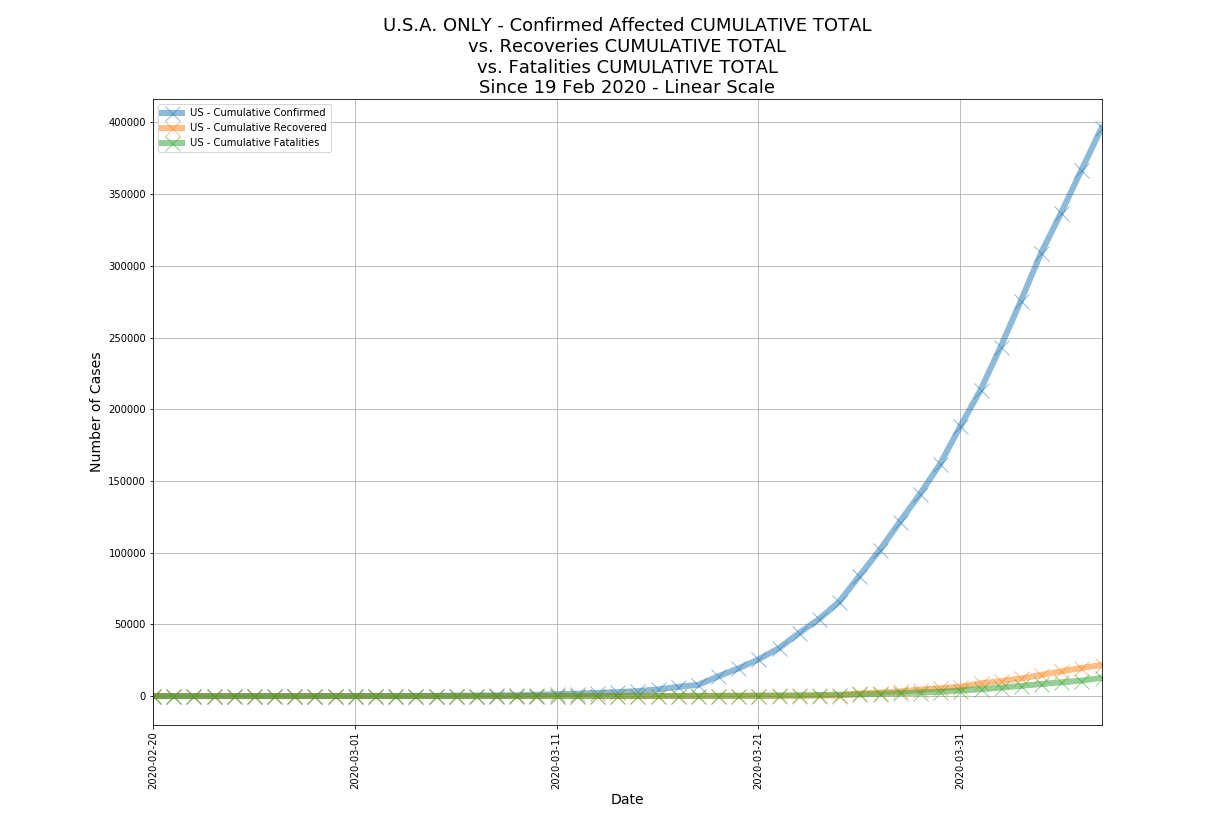 U.S.A. ONLY - Confirmed Affected CUMULATIVE TOTAL
vs. Recoveries CUMULATIVE TOTAL
vs. Fatalities CUMULATIVE TOTAL
Since 19 Feb 2020 - Linear Scale
US - Cumulative Confirmed
US - Cumulative Recovered
US - Cumulative Fatalities
400000
350000
300000
250000
200000
150000
100000
50000
0
Number of Cases
2020-02-20
2020-03-01
2020-03-11
2020-03-21
2020-03-31
Date